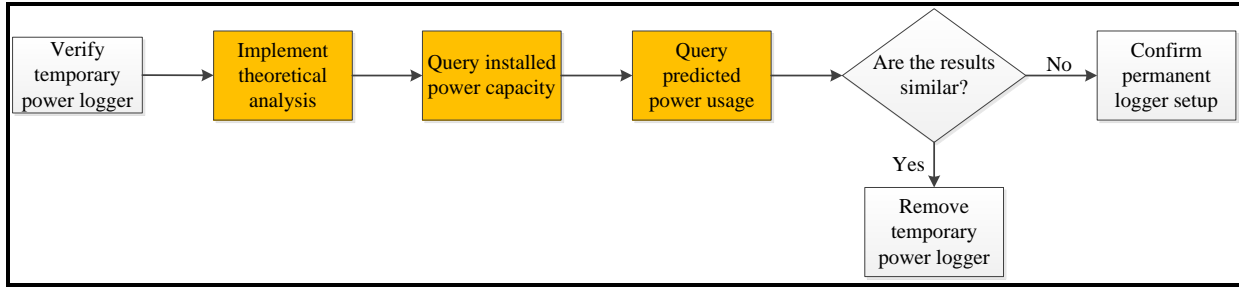 Verify
temporary
power logger
Implement
theoretical
analysis
Query installed
power capacity
Query
predicted
power usage
Are the results
similar?
No
Confirm
permanent
logger setup
Yes
Remove
temporary
power logger